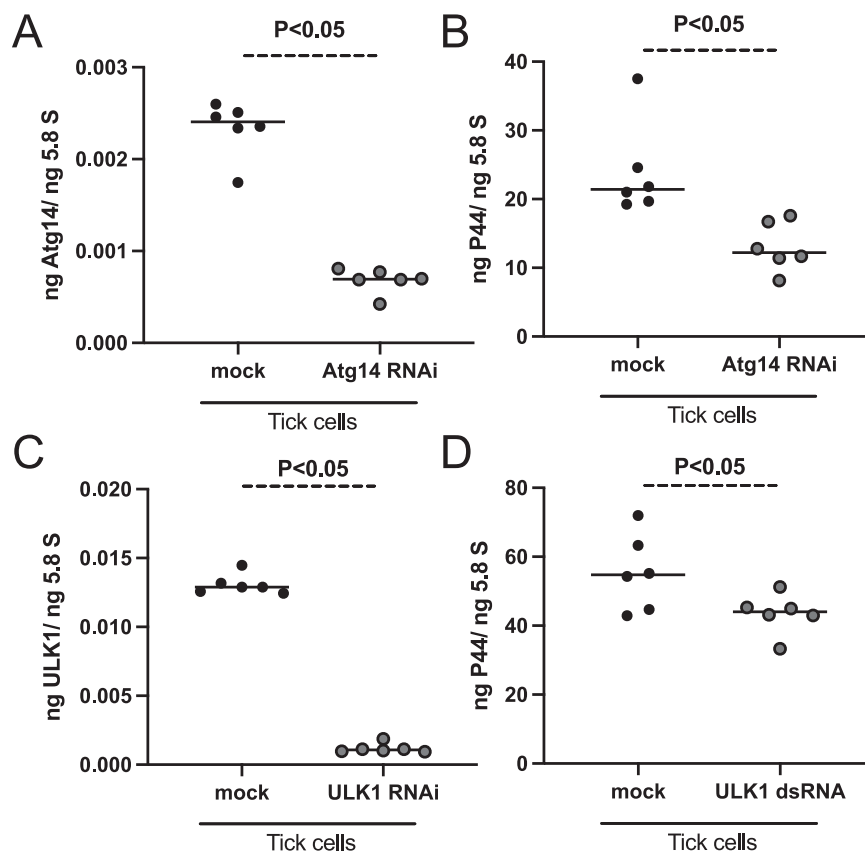 A
P<0.05
0.003
0.002
0.001
0.000
ng Atg14/ ng 5.8 S
mock
Atg14 RNAi
Tick cells
B
P<0.05
40
30
20
10
0
ng P44/ ng 5.8 S
mock
Atg14 RNAi
Tick cells
C
P<0.05
0.020
0.015
0.010
0.005
0.000
ng ULK1/ ng 5.8 S
mock
ULK1 RNAi
Tick cells
D
P<0.05
80
60
40
20
0
ng P44/ ng 5.8 S
mock
ULK1 dsRNA
Tick cells